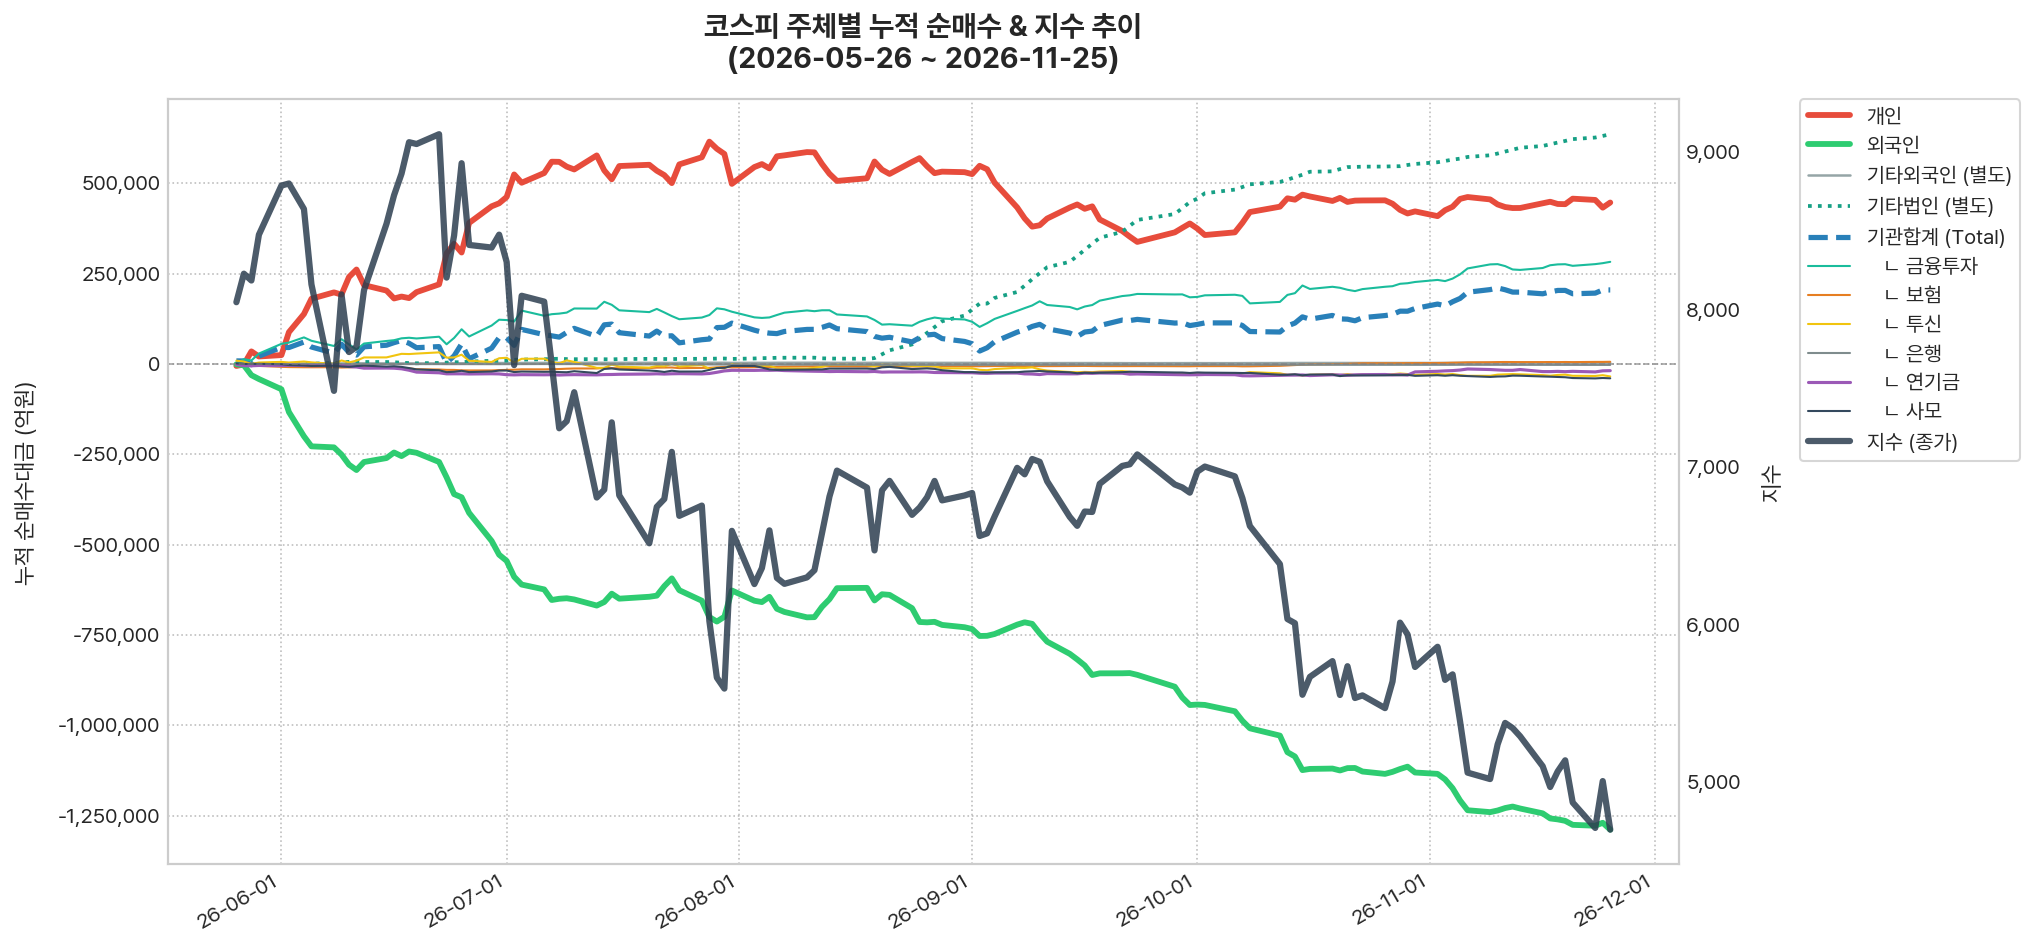 코스피 주체별 누적 순매수 & 지수 추이
(2026-05-26 ~ 2026-11-25)
누적 순매수대금 (억원)
500,000
250,000
0
-250,000
-500,000
-750,000
-1,000,000
-1,250,000
9,000
8,000
7,000
6,000
5,000
지수
26-06-01
26-07-01
26-08-01
26-09-01
26-10-01
26-11-01
26-12-01
개인
외국인
기타외국인 (별도)
기타법인 (별도)
기관합계 (Total)
ㄴ 금융투자
ㄴ 보험
ㄴ 투신
ㄴ 은행
ㄴ 연기금
ㄴ 사모
지수 (종가)